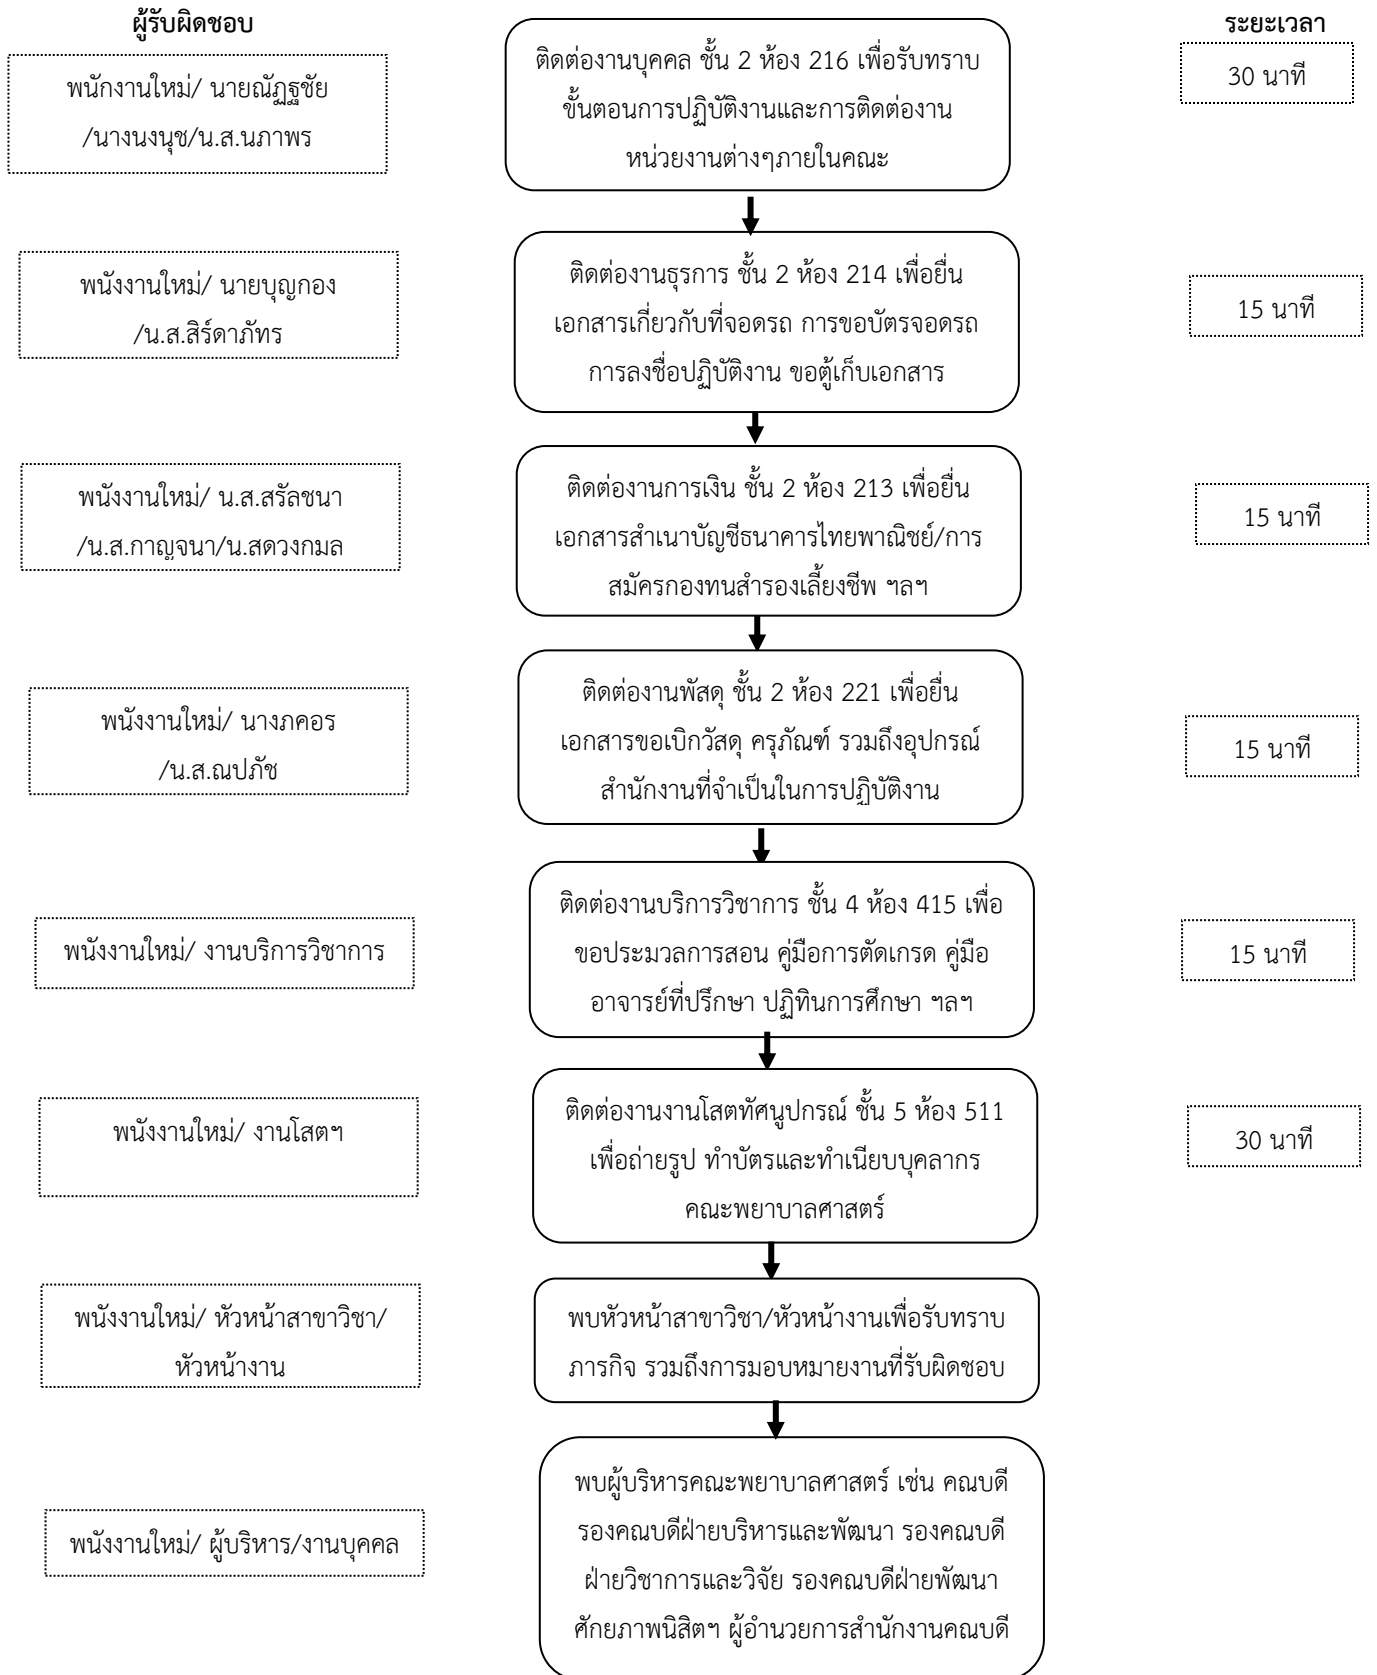 ผู้รับผิดชอบ
ระยะเวลา
พนักงานใหม่/ นายณัฏฐชัย
/นางนงนุช/น.ส.นภาพร
ติดต่องานบุคคล ชั้น 2 ห้อง 216 เพื่อรับทราบ
ขั้นตอนการปฏิบัติงานและการติดต่องาน
หน่วยงานต่างๆภายในคณะ
30 นาที
พนังงานใหม่/ นายบุญกอง
/น.ส.สิร์ดาภัทร
ติดต่องานธุรการ ชั้น 2 ห้อง 214 เพื่อยื่น
เอกสารเกี่ยวกับที่จอดรถ การขอบัตรจอดรถ
การลงชื่อปฏิบัติงาน ขอตู้เก็บเอกสาร
15 นาที
พนังงานใหม่/ น.ส.สรัลชนา
/น.ส.กาญจนา/น.สดวงกมล
ติดต่องานการเงิน ชั้น 2 ห้อง 213 เพื่อยื่น
เอกสารสำเนาบัญชีธนาคารไทยพาณิชย์/การ
สมัครกองทนสำรองเลี้ยงชีพ ฯลฯ
15 นาที
พนังงานใหม่/ นางภคอร
/น.ส.ณปภัช
ติดต่องานพัสดุ ชั้น 2 ห้อง 221 เพื่อยื่น
เอกสารขอเบิกวัสดุ ครุภัณฑ์ รวมถึงอุปกรณ์
สำนักงานที่จำเป็นในการปฏิบัติงาน
15 นาที
พนังงานใหม่/ งานบริการวิชาการ
ติดต่องานบริการวิชาการ ชั้น 4 ห้อง 415 เพื่อ
ขอประมวลการสอน คู่มือการตัดเกรด คู่มือ
อาจารย์ที่ปรึกษา ปฏิทินการศึกษา ฯลฯ
15 นาที
พนังงานใหม่/ งานโสตฯ
ติดต่องานงานโสตทัศนูปกรณ์ ชั้น 5 ห้อง 511
เพื่อถ่ายรูป ทำบัตรและทำเนียบบุคลากร
คณะพยาบาลศาสตร์
30 นาที
พนังงานใหม่/ หัวหน้าสาขาวิชา/
หัวหน้างาน
พบหัวหน้าสาขาวิชา/หัวหน้างานเพื่อรับทราบ
ภารกิจ รวมถึงการมอบหมายงานที่รับผิดชอบ
พนังงานใหม่/ ผู้บริหาร/งานบุคคล
พบผู้บริหารคณะพยาบาลศาสตร์ เช่น คณบดี
รองคณบดีฝ่ายบริหารและพัฒนา รองคณบดี
ฝ่ายวิชาการและวิจัย รองคณบดีฝ่ายพัฒนา
ศักยภาพนิสิตฯ ผู้อำนวยการสำนักงานคณบดี